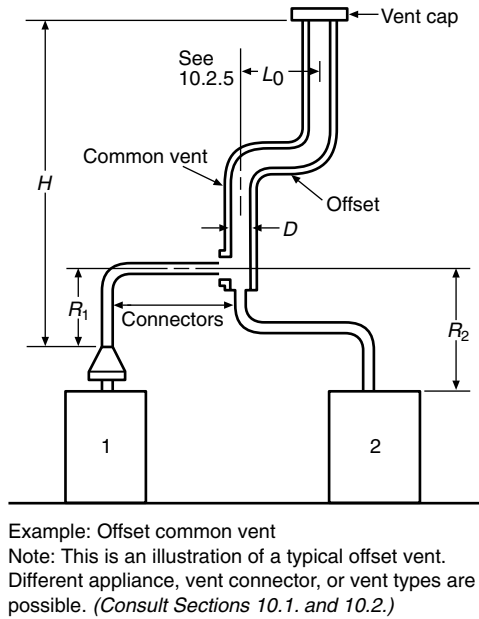 Vent cap
See
10.2.5
L0
Common vent
H
Offset
D
R1
Connectors
R2
1
2
Example: Offset common vent
Note: This is an illustration of a typical offset vent.
Different appliance, vent connector, or vent types are
possible. (Consult Sections 10.1. and 10.2.)